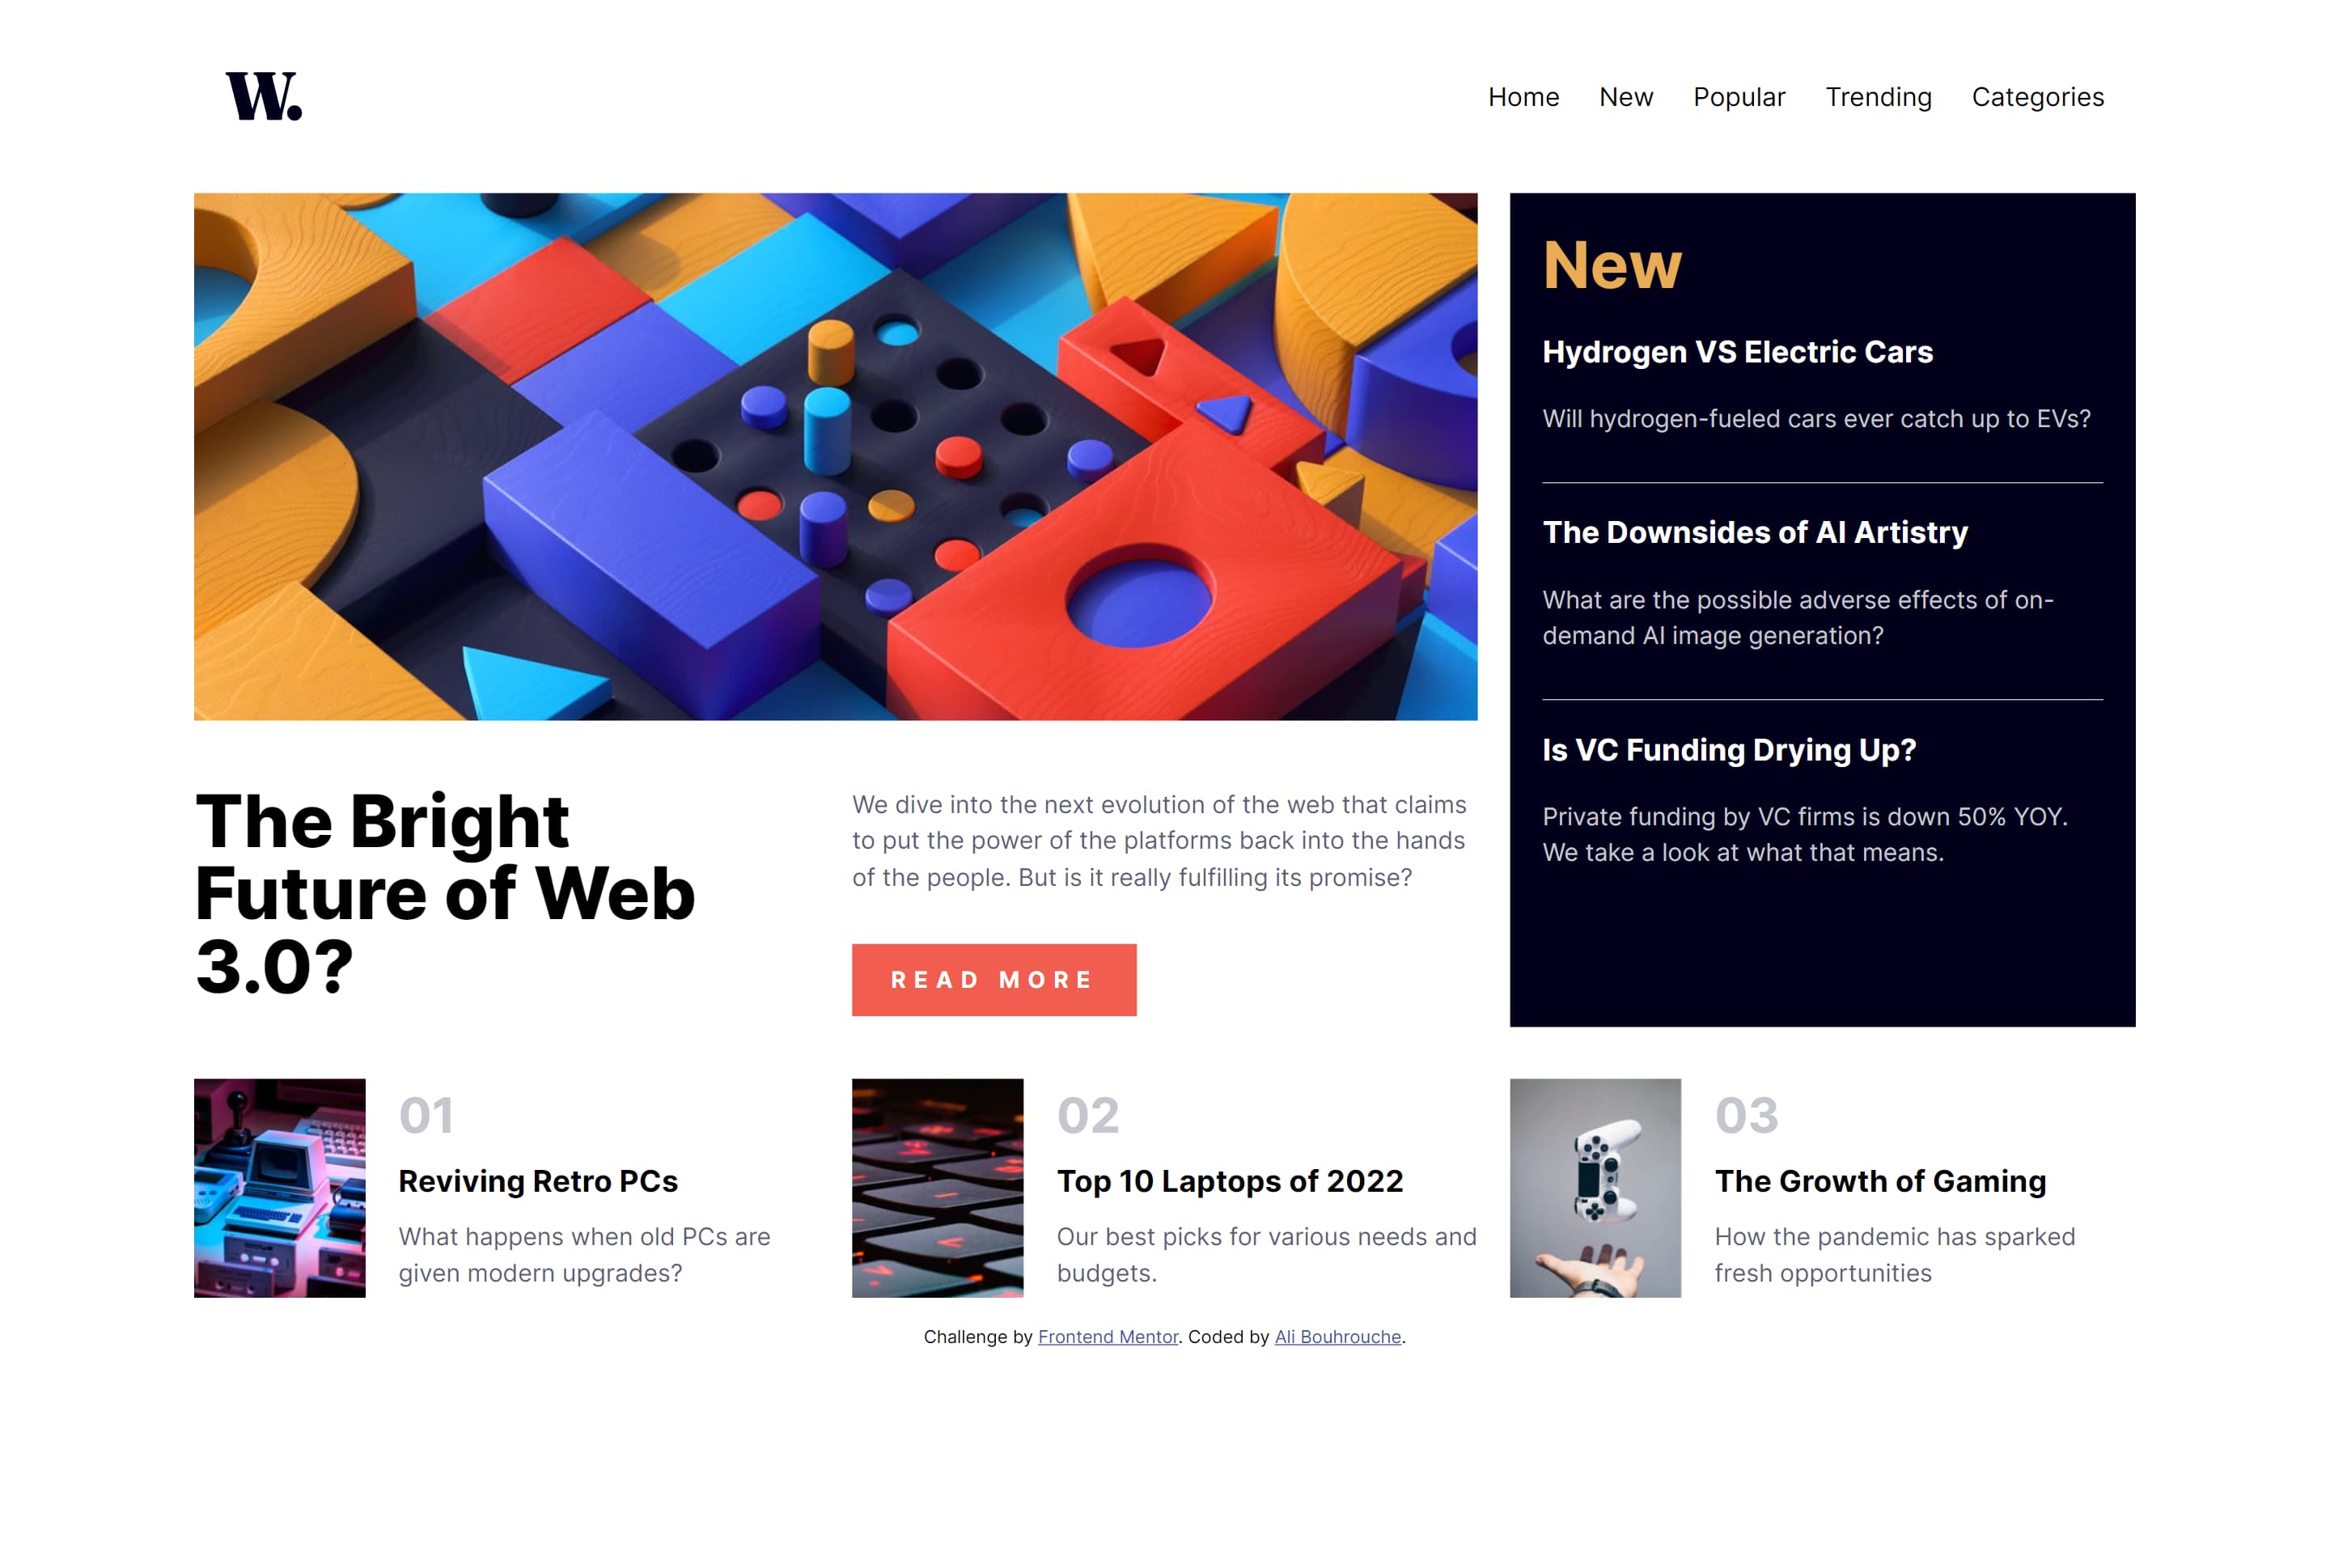 W.
Home New Popular Trending Categories
New
Hydrogen VS Electric Cars
Will hydrogen-fueled cars ever catch up to EVs?
The Downsides of AI Artistry
What are the possible adverse effects of on-
demand AI image generation?
Is VC Funding Drying Up?
Private funding by VC firms is down 50% YOY.
We take a look at what that means.
The Bright
Future of Web
3.0?
We dive into the next evolution of the web that claims
to put the power of the platforms back into the hands
of the people. But is it really fulfilling its promise?
READ MORE
01
Reviving Retro PCs
What happens when old PCs are
given modern upgrades?
02
Top 10 Laptops of 2022
Our best picks for various needs and
budgets.
03
The Growth of Gaming
How the pandemic has sparked
fresh opportunities
Challenge by Frontend Mentor. Coded by Ali Bouhrouche.